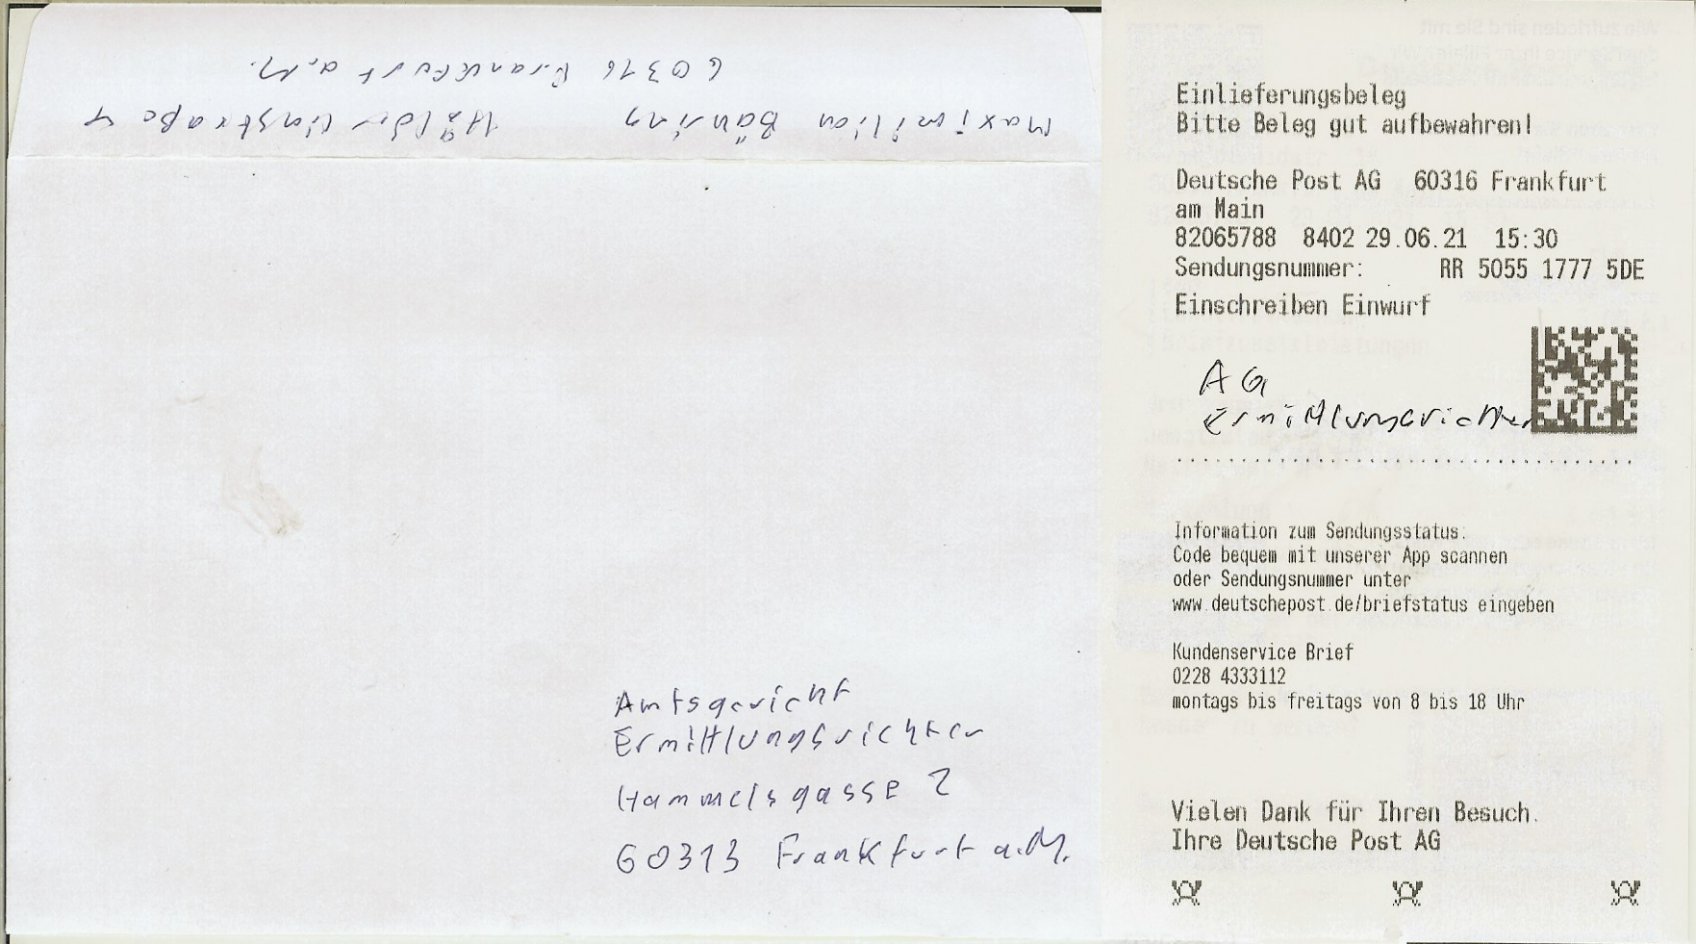 Maximilian Bähring Hölderlinstraße 4
60316 Frankfurt a.M.
Amtsgericht
Ermittlungsrichter
Hammelsgasse 2
60313 Frankfurt a.M.
Einlieferungsbeleg
Bitte Beleg gut aufbewahren!
Deutsche Post AG 60316 Frankfurt
am Main
82065788 8402 29.06.21 15:30
Sendungsnummer: RR 5055 1777 5DE
Einschreiben Einwurf
AG
Ermittlungsrichter
Information zum Sendungsstatus:
Code bequem mit unserer App scannen
oder Sendungsnummer unter
www.deutschepost.de/briefstatus eingeben
Kundenservice Brief
0228 4333112
montags bis freitags von 8 bis 18 Uhr
Vielen Dank für Ihren Besuch.
Ihre Deutsche Post AG